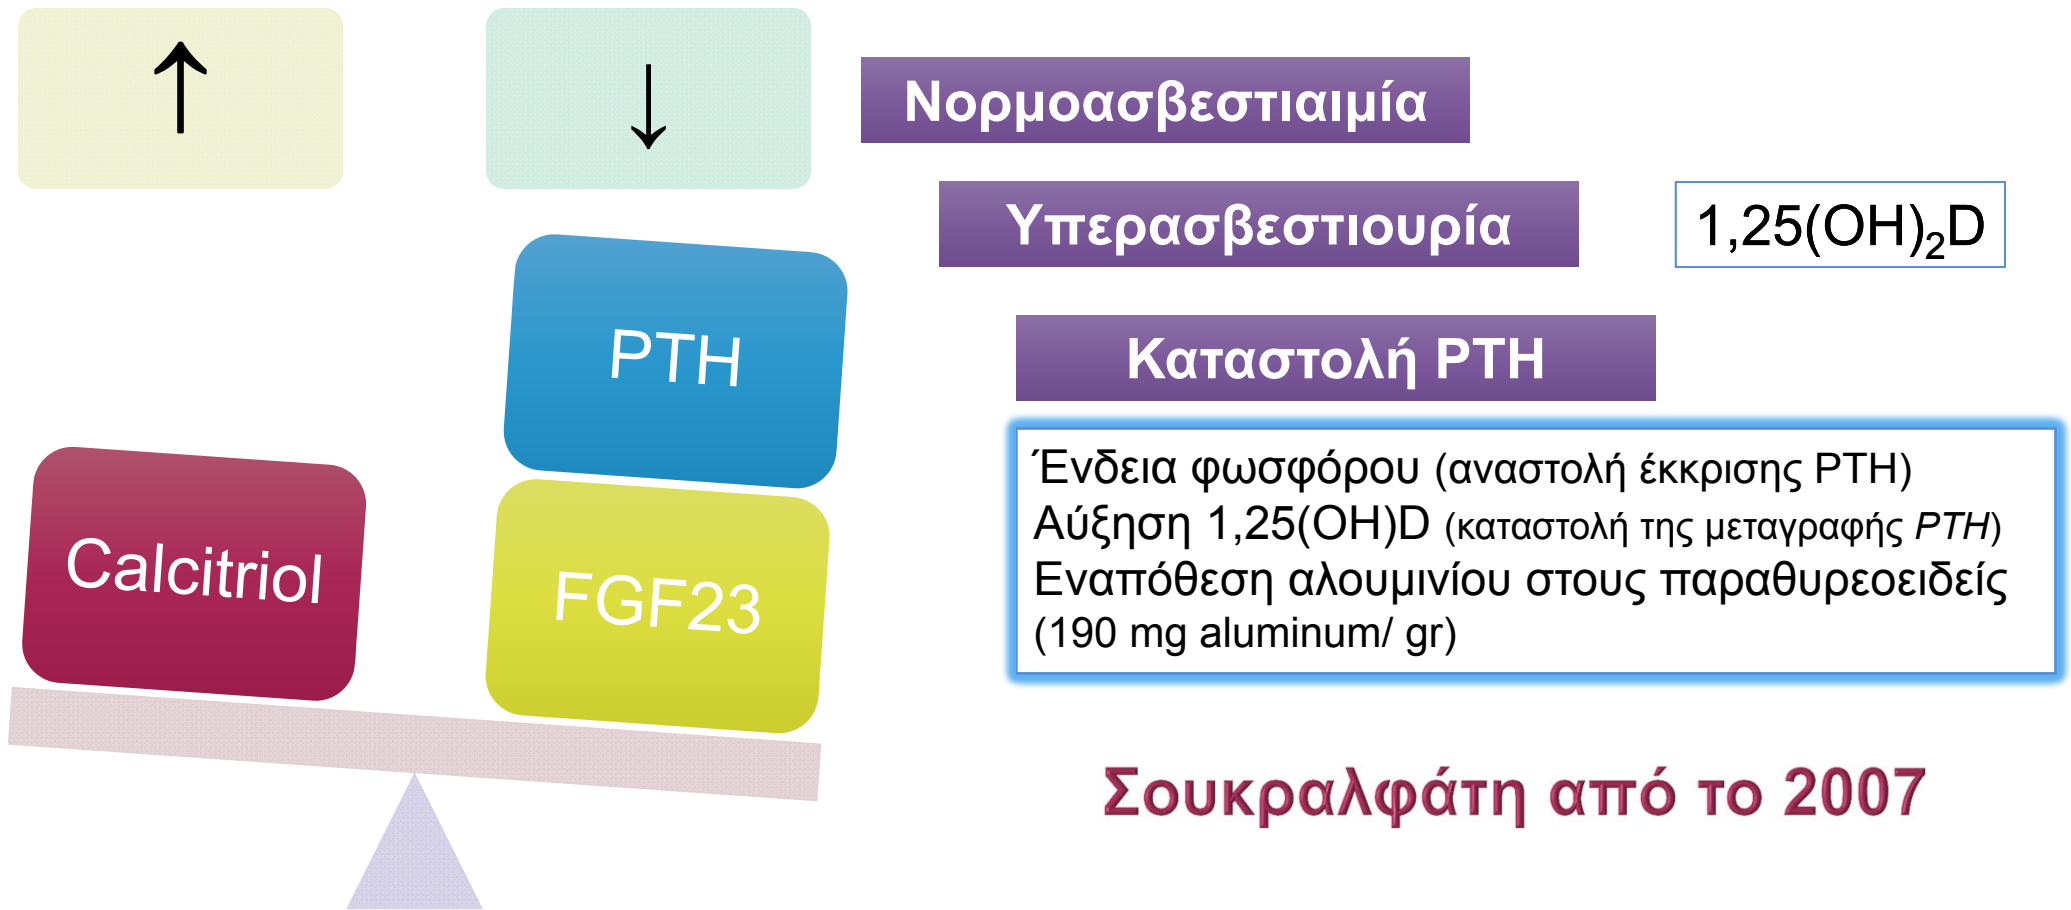 ↑
↓
Νορμοασβεστιαιμία
Υπερασβεστιουρία
1,25(OH)₂D
PTH
Καταστολή PTH
Calcitriol
FGF23
Ένδεια φωσφόρου (αναστολή έκκρισης PTH)
Αύξηση 1,25(OH)D (καταστολή της μεταγραφής PTH)
Εναπόθεση αλουμινίου στους παραθυρεοειδείς
(190 mg aluminum/ gr)
Σουκραλφάτη από το 2007